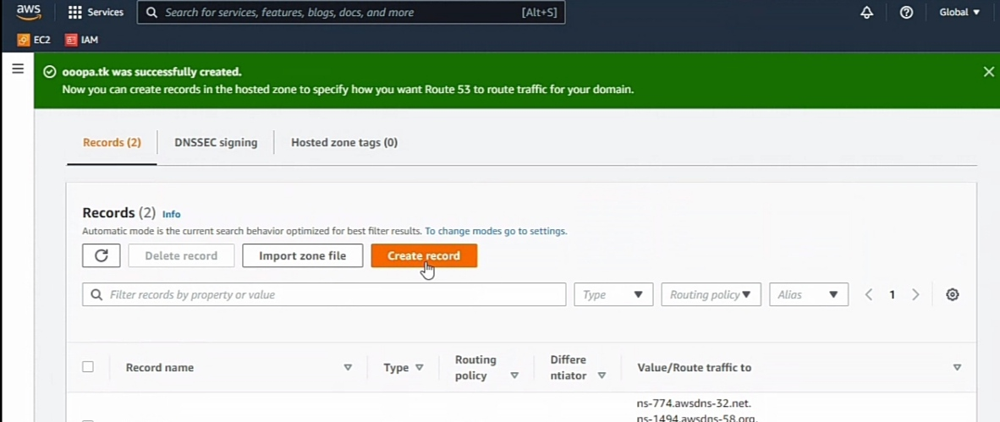 aws
Services
Search for services, features, blogs, docs, and more
[Alt+S]
Global
EC2
IAM
ooopa.tk was successfully created.
Now you can create records in the hosted zone to specify how you want Route 53 to route traffic for your domain.
Records (2)
DNSSEC signing
Hosted zone tags (0)
Records (2) Info
Automatic mode is the current search behavior optimized for best filter results. To change modes go to settings.
Delete record
Import zone file
Create record
Filter records by property or value
Type
Routing policy
Alias
1
Record name
Type
Routing
policy
Differe
ntiator
Value/Route traffic to
ns-774.awsdns-32.net.
ns-1494.awsdns-58.org.